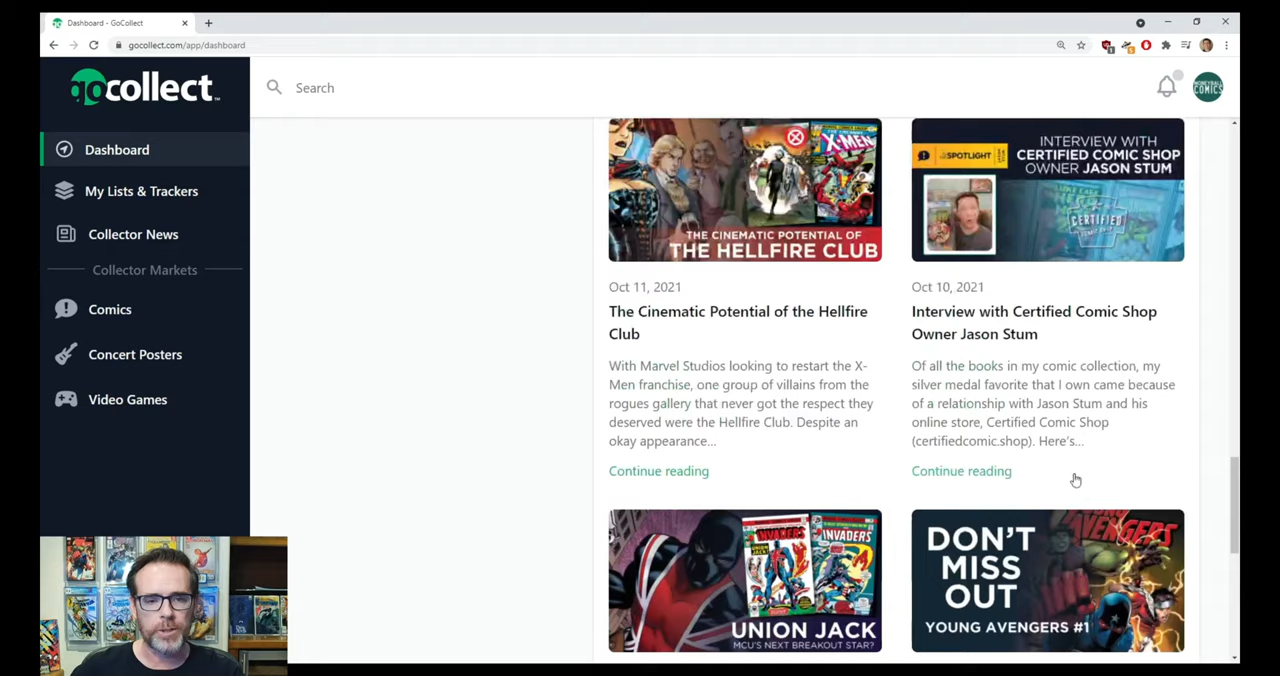 Dashboard - GoCollect
gocollect.com/app/dashboard
gocollect
Search
MONEYBALL
COMICS
Dashboard
My Lists & Trackers
Collector News
Collector Markets
Comics
Concert Posters
Video Games
X-MEN
THE CINEMATIC POTENTIAL OF
THE HELLFIRE CLUB
INTERVIEW WITH
CERTIFIED COMIC SHOP
OWNER JASON STUM
SPOTLIGHT
CERTIFIED
Oct 11, 2021
The Cinematic Potential of the Hellfire
Club
With Marvel Studios looking to restart the X-
Men franchise, one group of villains from the
rogues gallery that never got the respect they
deserved were the Hellfire Club. Despite an
okay appearance...
Continue reading
Oct 10, 2021
Interview with Certified Comic Shop
Owner Jason Stum
Of all the books in my comic collection, my
silver medal favorite that I own came because
of a relationship with Jason Stum and his
online store, Certified Comic Shop
(certifiedcomic.shop). Here's...
Continue reading
INVADERS
INVADERS
UNION JACK
MCU'S NEXT BREAKOUT STAR?
DON'T
MISS
OUT
YOUNG AVENGERS #1